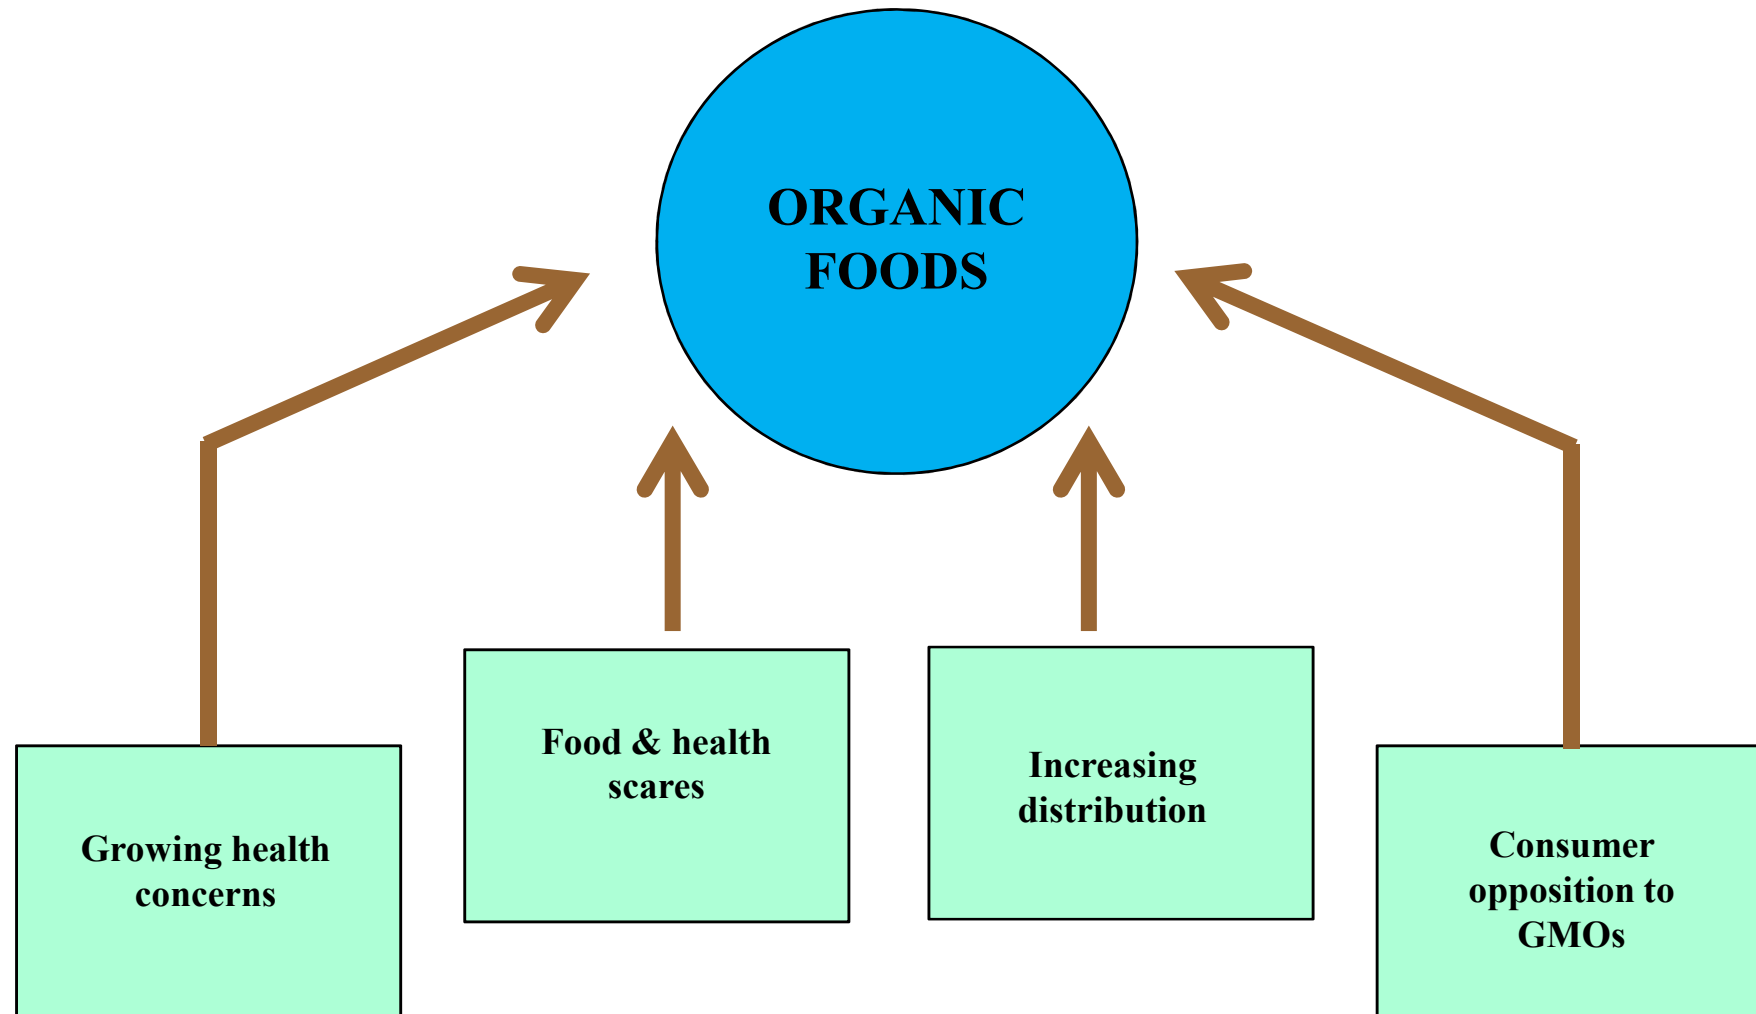 ORGANIC
FOODS
Food & health
scares
Increasing
distribution
Growing health
concerns
Consumer
opposition to
GMOs